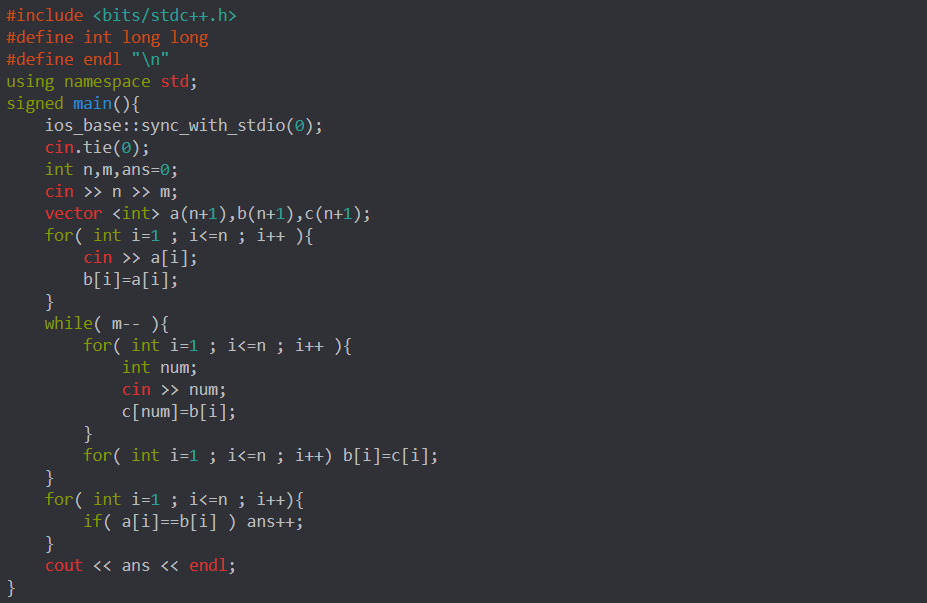 #include <bits/stdc++.h>
#define int long long
#define endl "\n"
using namespace std;
signed main(){
    ios_base::sync_with_stdio(0);
    cin.tie(0);
    int n,m,ans=0;
    cin >> n >> m;
    vector <int> a(n+1),b(n+1),c(n+1);
    for( int i=1 ; i<=n ; i++ ){
        cin >> a[i];
        b[i]=a[i];
    }
    while( m-- ){
        for( int i=1 ; i<=n ; i++ ){
            int num;
            cin >> num;
            c[num]=b[i];
        }
        for( int i=1 ; i<=n ; i++) b[i]=c[i];
    }
    for( int i=1 ; i<=n ; i++){
        if( a[i]==b[i] ) ans++;
    }
    cout << ans << endl;
}